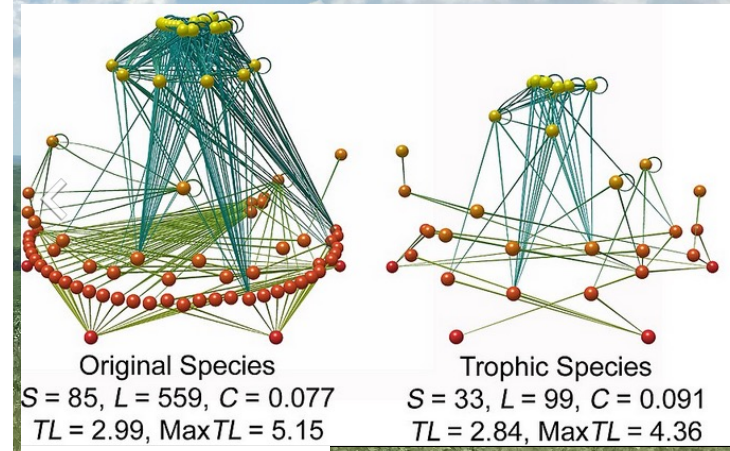 Original Species
S = 85, L = 559, C = 0.077
TL = 2.99, MaxTL = 5.15
Trophic Species
S = 33, L = 99, C = 0.091
TL = 2.84, MaxTL = 4.36